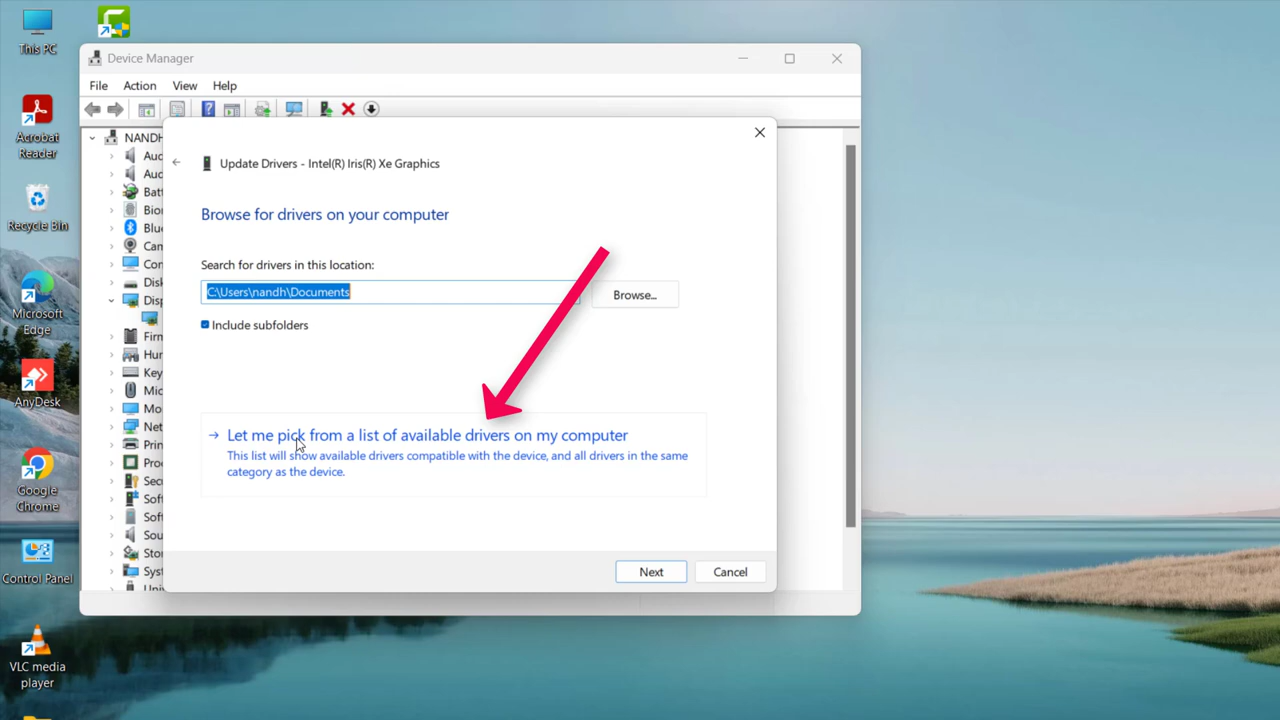 This PC
Acrobat
Reader
Recycle Bin
Microsoft
Edge
AnyDesk
Google
Chrome
Control Panel
VLC media
player
Device Manager
File Action View Help
NANDH
Aud
Aud
Batt
Bion
Blue
Cam
Con
Disk
Disp
Firm
Hun
Key
Mic
Mo
Net
Prin
Proc
Secu
Soft
Soft
Sou
Stor
Syst
Univ
Update Drivers - Intel(R) Iris(R) Xe Graphics
Browse for drivers on your computer
Search for drivers in this location:
C:\Users\nandh\Documents
Browse...
Include subfolders
Let me pick from a list of available drivers on my computer
This list will show available drivers compatible with the device, and all drivers in the same
category as the device.
Next Cancel